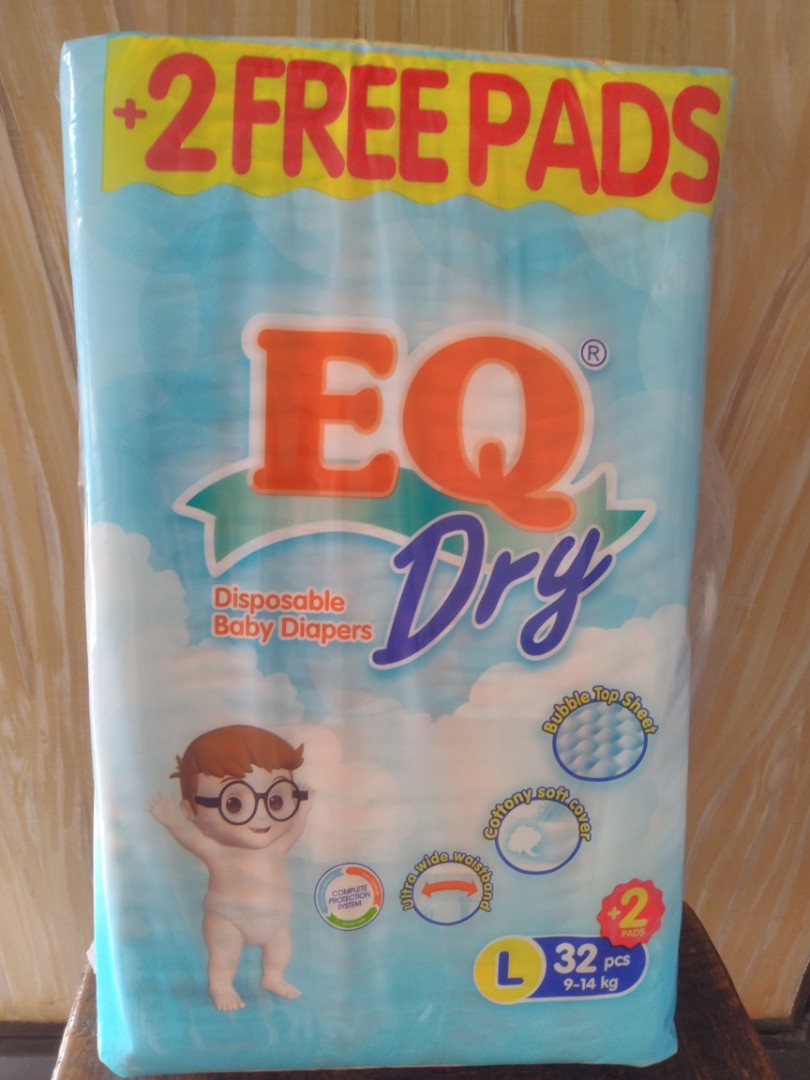 +2 FREE PADS
EQ®
Dry
Disposable
Baby Diapers
Bubble Top Sheet
Cottony soft cover
Ultra wide waistband
COMPLETE
PROTECTION
SYSTEM
+2
PADS
L
32 pcs
9-14 kg